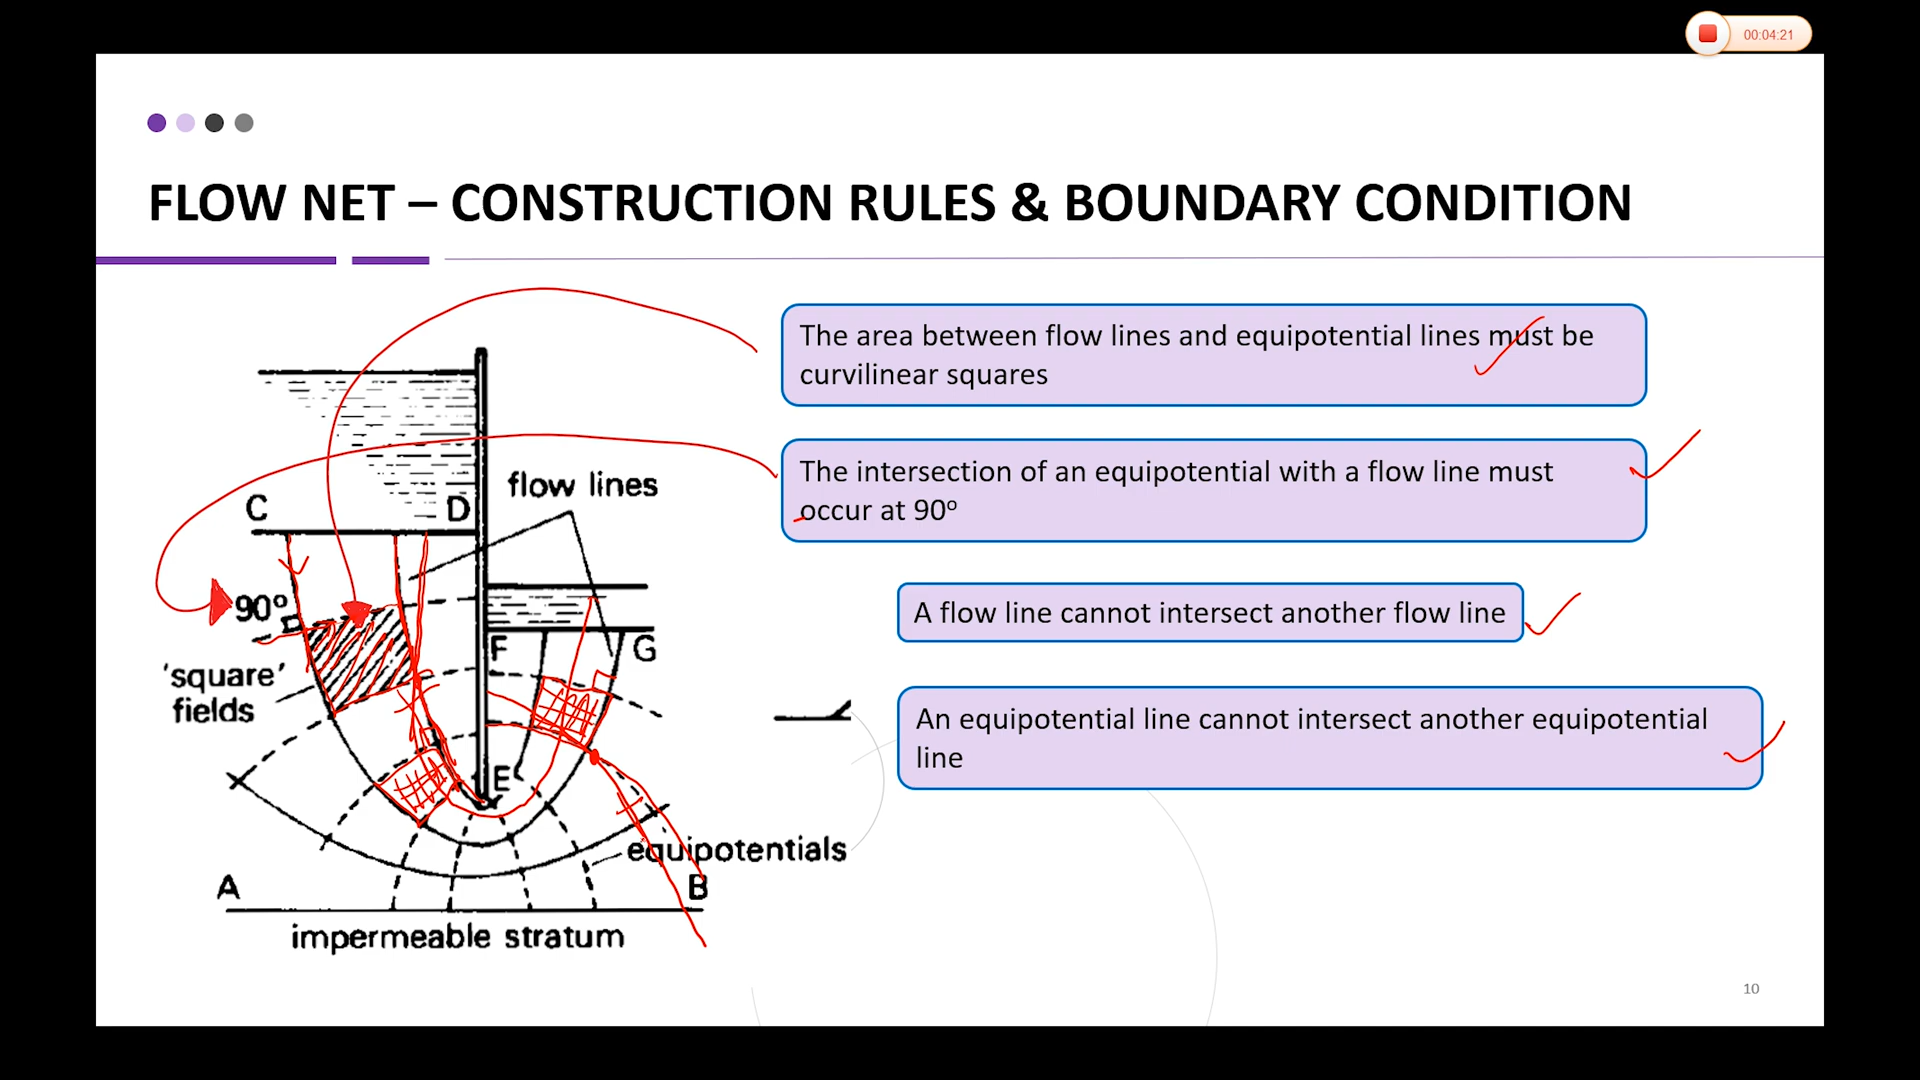 00:04:21
FLOW NET – CONSTRUCTION RULES & BOUNDARY CONDITION
The area between flow lines and equipotential lines must be
curvilinear squares
The intersection of an equipotential with a flow line must
occur at 90º
A flow line cannot intersect another flow line
An equipotential line cannot intersect another equipotential
line
flow lines
C
D
90º
F
G
'square'
fields
E
equipotentials
A
B
impermeable stratum
10